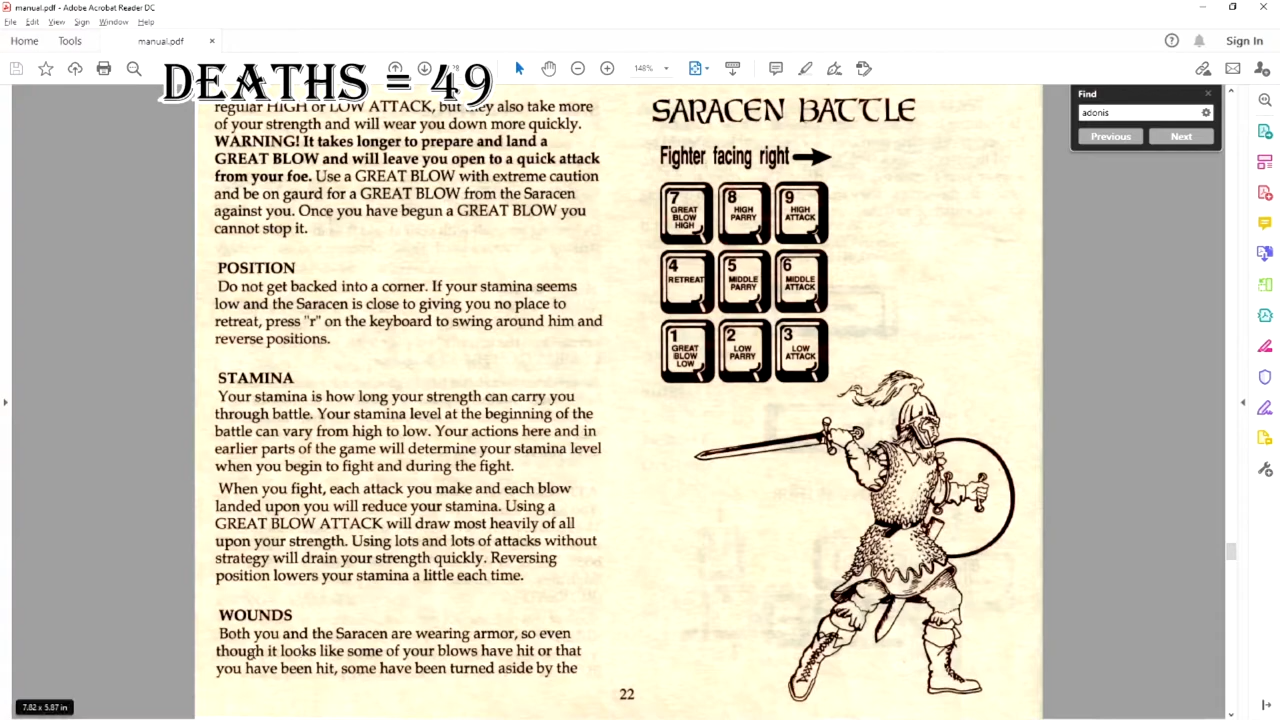 manual.pdf - Adobe Acrobat Reader DC
File Edit View Sign Window Help
Home Tools manual.pdf × Sign In
DEATHS = 49
148%
Find
adonis
Previous Next
regular HIGH or LOW ATTACK, but they also take more
of your strength and will wear you down more quickly.
WARNING! It takes longer to prepare and land a
GREAT BLOW and will leave you open to a quick attack
from your foe. Use a GREAT BLOW with extreme caution
and be on gaurd for a GREAT BLOW from the Saracen
against you. Once you have begun a GREAT BLOW you
cannot stop it.
POSITION
Do not get backed into a corner. If your stamina seems
low and the Saracen is close to giving you no place to
retreat, press "r" on the keyboard to swing around him and
reverse positions.
STAMINA
Your stamina is how long your strength can carry you
through battle. Your stamina level at the beginning of the
battle can vary from high to low. Your actions here and in
earlier parts of the game will determine your stamina level
when you begin to fight and during the fight.
When you fight, each attack you make and each blow
landed upon you will reduce your stamina. Using a
GREAT BLOW ATTACK will draw most heavily of all
upon your strength. Using lots and lots of attacks without
strategy will drain your strength quickly. Reversing
position lowers your stamina a little each time.
WOUNDS
Both you and the Saracen are wearing armor, so even
though it looks like some of your blows have hit or that
you have been hit, some have been turned aside by the
SARACEN BATTLE
Fighter facing right
7 GREAT BLOW HIGH
8 HIGH PARRY
9 HIGH ATTACK
4 RETREAT
5 MIDDLE PARRY
6 MIDDLE ATTACK
1 GREAT BLOW LOW
2 LOW PARRY
3 LOW ATTACK
22
7.82 x 5.87 in